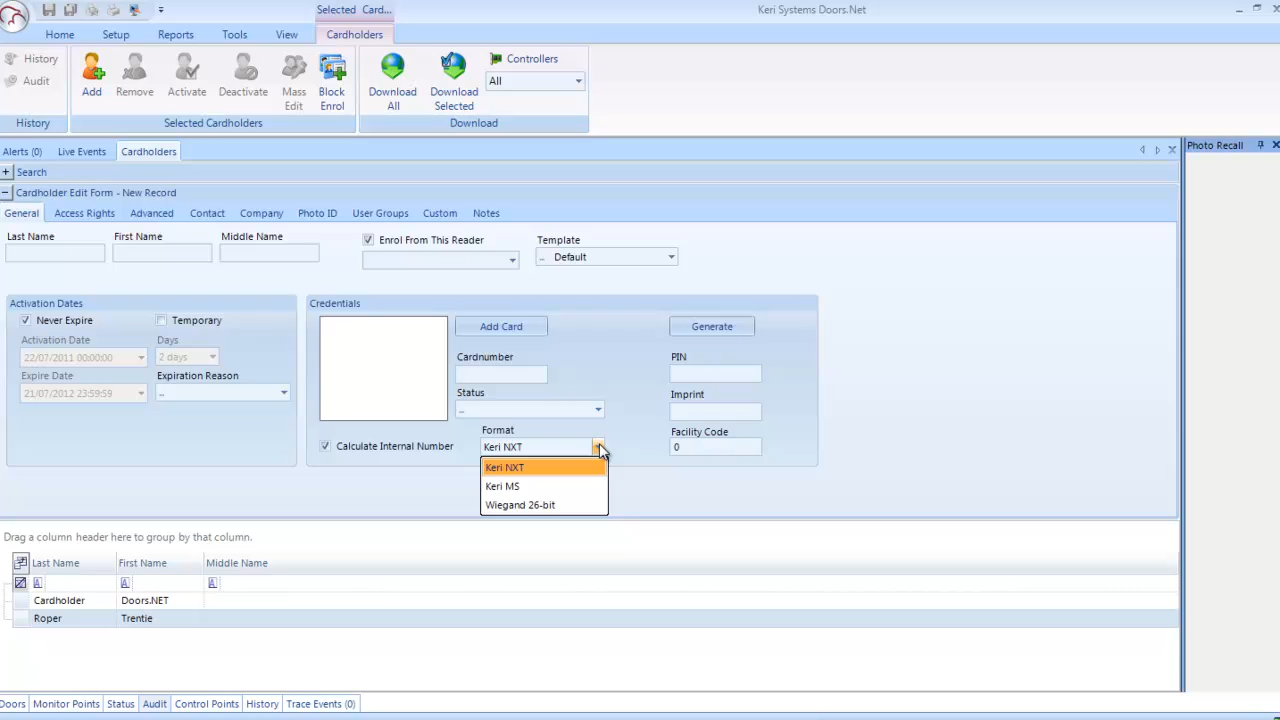 Selected Card...
Keri Systems Doors.Net
Home Setup Reports Tools View Cardholders
History
Audit
Add Remove Activate Deactivate Mass Edit Block Enrol
Download All Download Selected
Controllers
All
History Selected Cardholders Download
Alerts (0) Live Events Cardholders
Photo Recall
Search
Cardholder Edit Form - New Record
General Access Rights Advanced Contact Company Photo ID User Groups Custom Notes
Last Name First Name Middle Name
Enrol From This Reader
Template
.. Default
Activation Dates
Never Expire Temporary
Activation Date Days
22/07/2011 00:00:00 2 days
Expire Date Expiration Reason
21/07/2012 23:59:59 ..
Credentials
Add Card Generate
Cardnumber PIN
Status Imprint
..
Format Facility Code
Calculate Internal Number Keri NXT 0
Keri NXT
Keri MS
Wiegand 26-bit
Drag a column header here to group by that column.
Last Name First Name Middle Name
A A A
Cardholder Doors.NET
Roper Trentie
Doors Monitor Points Status Audit Control Points History Trace Events (0)